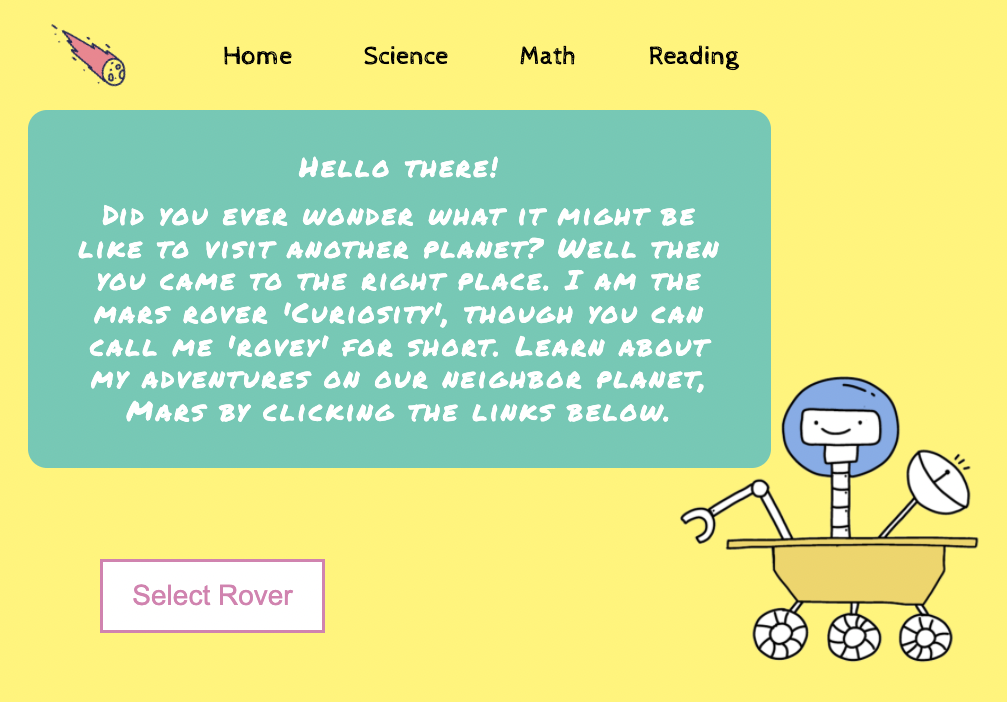 Home Science Math Reading
Hello there!
Did you ever wonder what it might be
like to visit another planet? Well then
you came to the right place. I am the
mars rover 'Curiosity', though you can
call me 'rovey' for short. Learn about
my adventures on our neighbor planet,
Mars by clicking the links below.
Select Rover